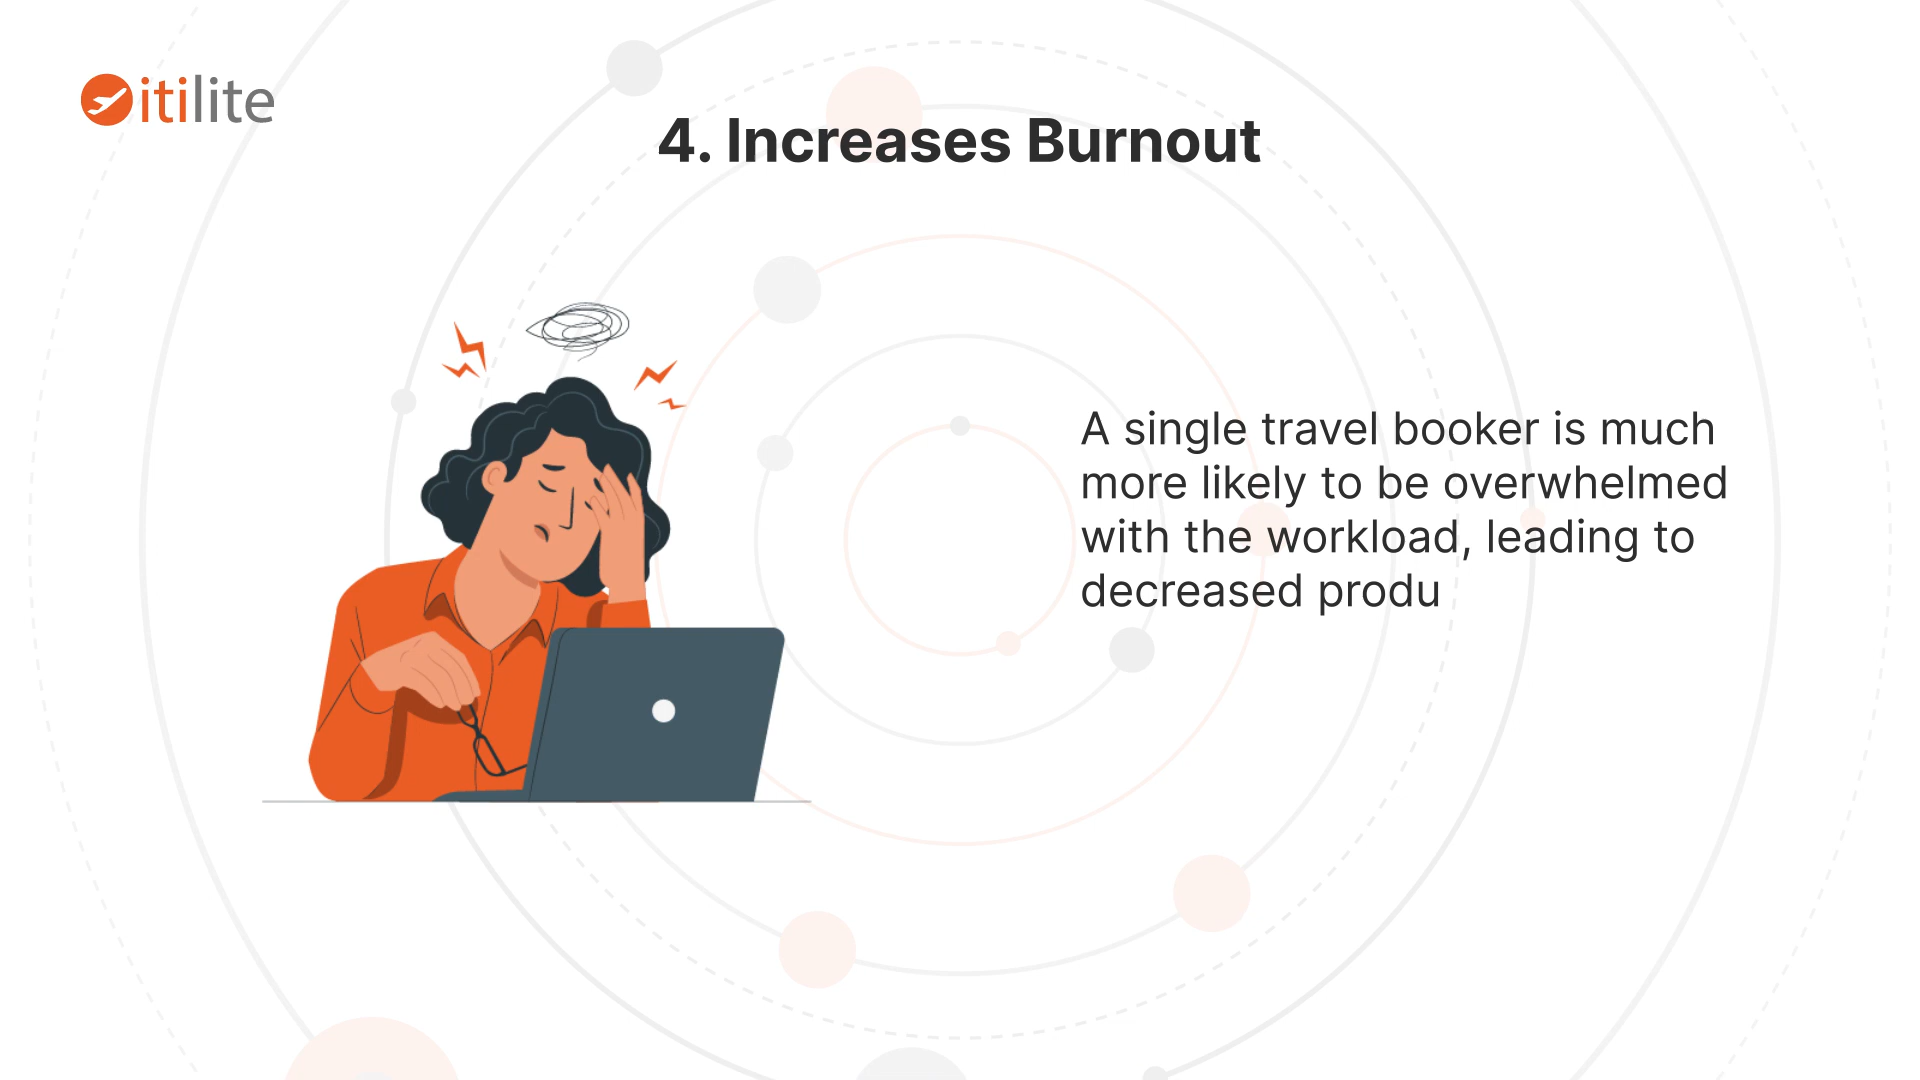 itilite
4. Increases Burnout
A single travel booker is much
more likely to be overwhelmed
with the workload, leading to
decreased produ